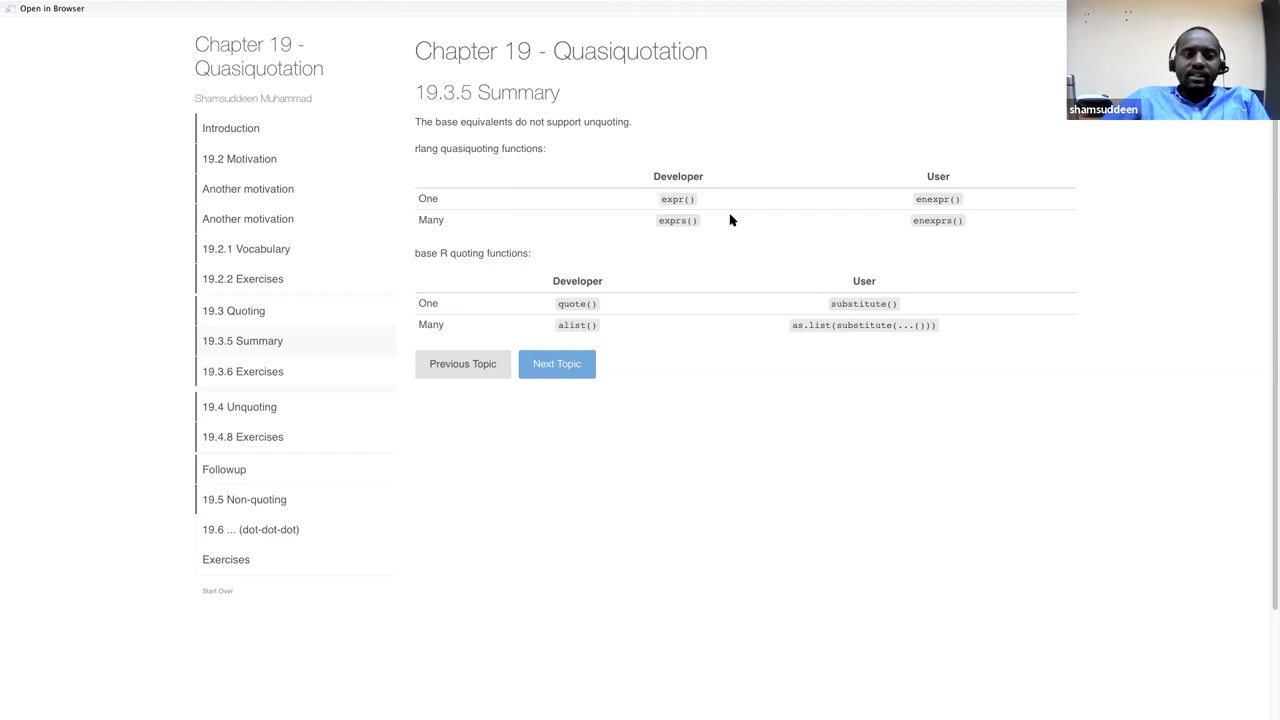 Open in Browser
Chapter 19 -
Quasiquotation
Shamsuddeen Muhammad
Introduction
19.2 Motivation
Another motivation
Another motivation
19.2.1 Vocabulary
19.2.2 Exercises
19.3 Quoting
19.3.5 Summary
19.3.6 Exercises
19.4 Unquoting
19.4.8 Exercises
Followup
19.5 Non-quoting
19.6 ... (dot-dot-dot)
Exercises
Start Over
Chapter 19 - Quasiquotation
19.3.5 Summary
The base equivalents do not support unquoting.
rlang quasiquoting functions:
Developer User
One expr() enexpr()
Many exprs() enexprs()
base R quoting functions:
Developer User
One quote() substitute()
Many alist() as.list(substitute(...()))
Previous Topic Next Topic
shamsuddeen